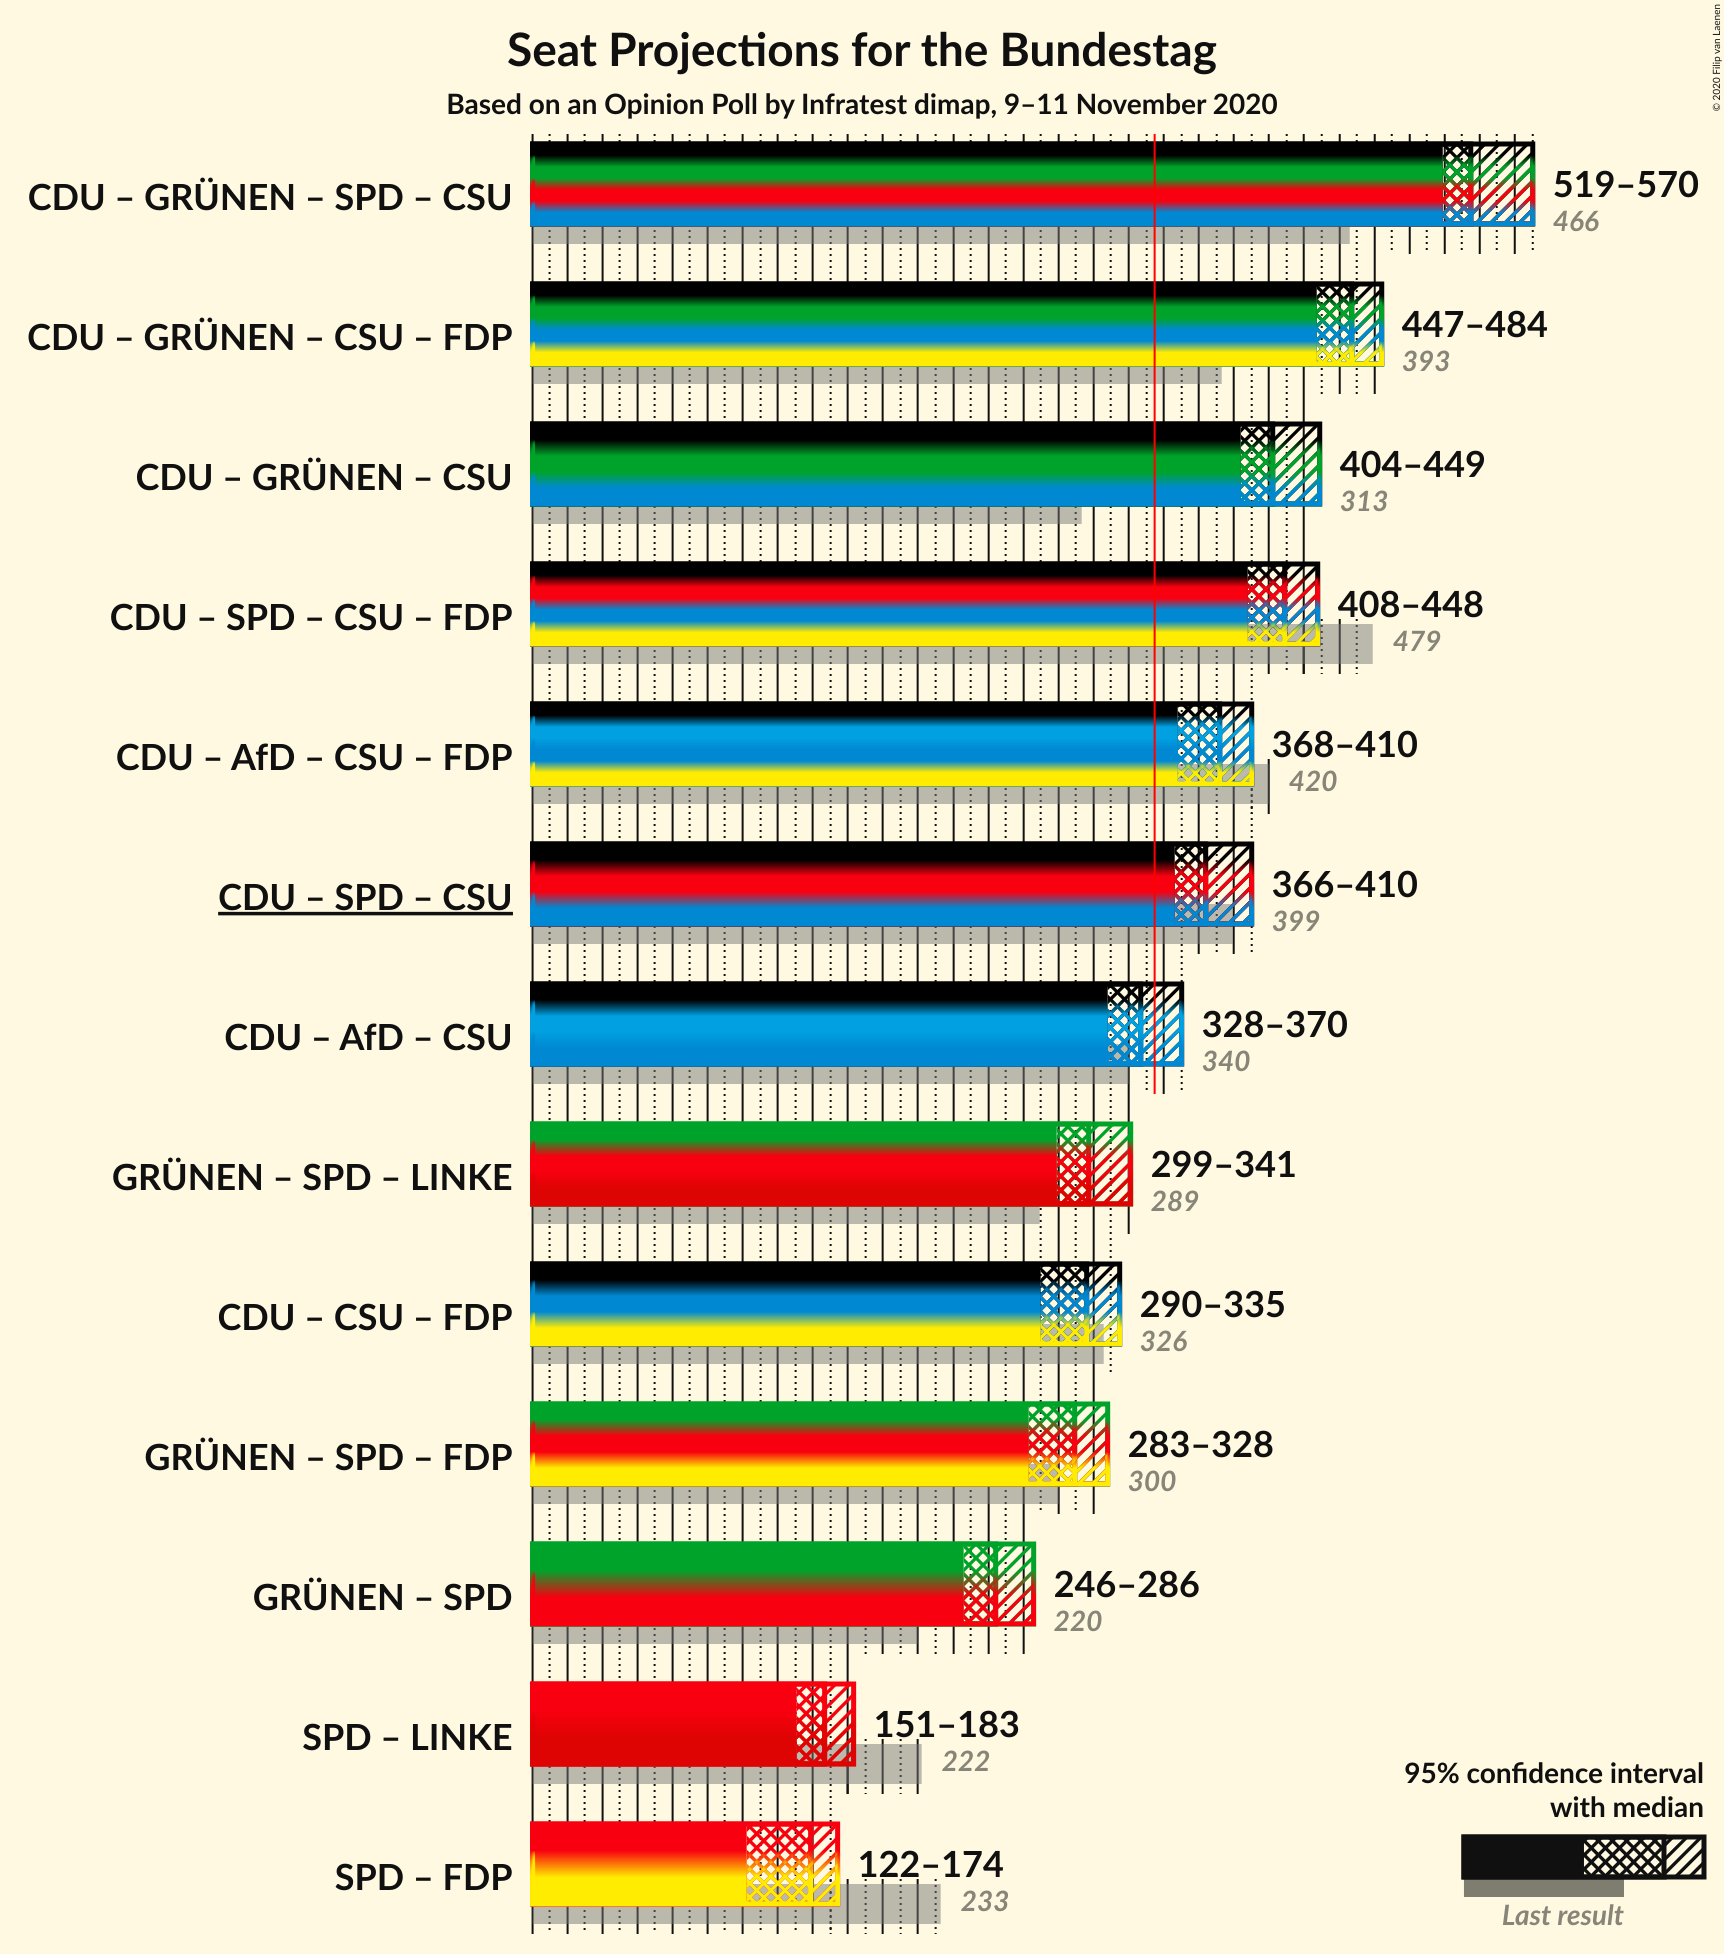 Seat Projections for the Bundestag
Based on an Opinion Poll by Infratest dimap, 9–11 November 2020
© 2020 Filip van Laenen
CDU – GRÜNEN – SPD – CSU
519–570
466
CDU – GRÜNEN – CSU – FDP
447–484
393
CDU – GRÜNEN – CSU
404–449
313
CDU – SPD – CSU – FDP
408–448
479
CDU – AfD – CSU – FDP
368–410
420
CDU – SPD – CSU
366–410
399
CDU – AfD – CSU
328–370
340
GRÜNEN – SPD – LINKE
299–341
289
CDU – CSU – FDP
290–335
326
GRÜNEN – SPD – FDP
283–328
300
GRÜNEN – SPD
246–286
220
SPD – LINKE
151–183
222
SPD – FDP
122–174
233
95% confidence interval
with median
Last result